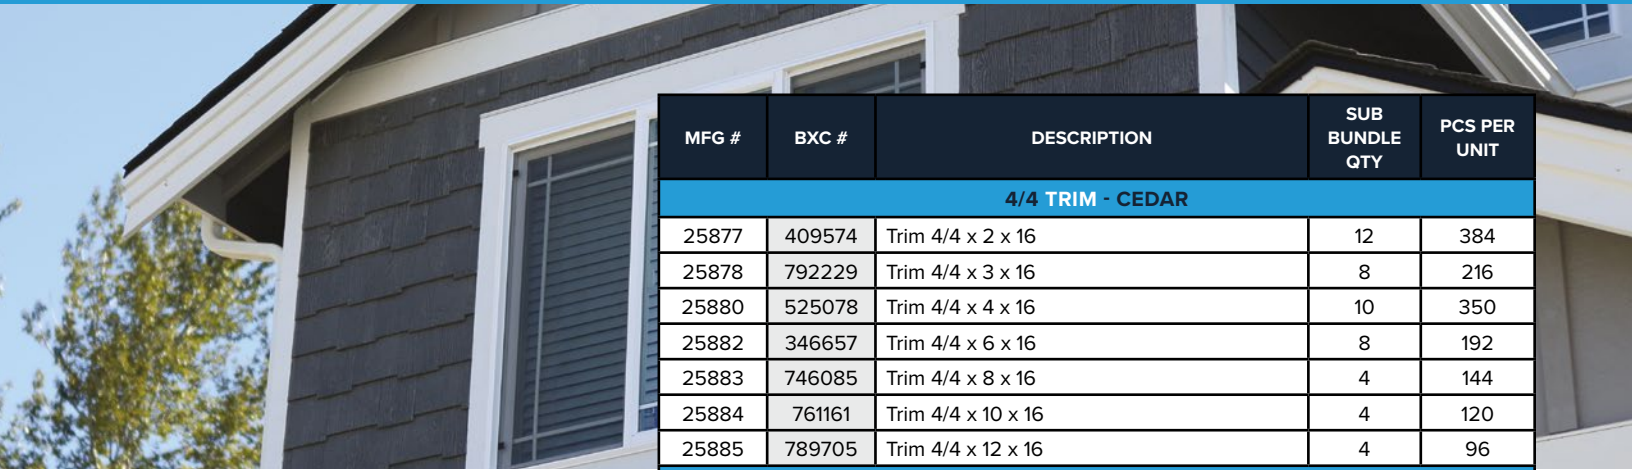 MFG # BXC # DESCRIPTION SUB BUNDLE QTY PCS PER UNIT
4/4 TRIM - CEDAR
25877 409574 Trim 4/4 x 2 x 16 12 384
25878 792229 Trim 4/4 x 3 x 16 8 216
25880 525078 Trim 4/4 x 4 x 16 10 350
25882 346657 Trim 4/4 x 6 x 16 8 192
25883 746085 Trim 4/4 x 8 x 16 4 144
25884 761161 Trim 4/4 x 10 x 16 4 120
25885 789705 Trim 4/4 x 12 x 16 4 96